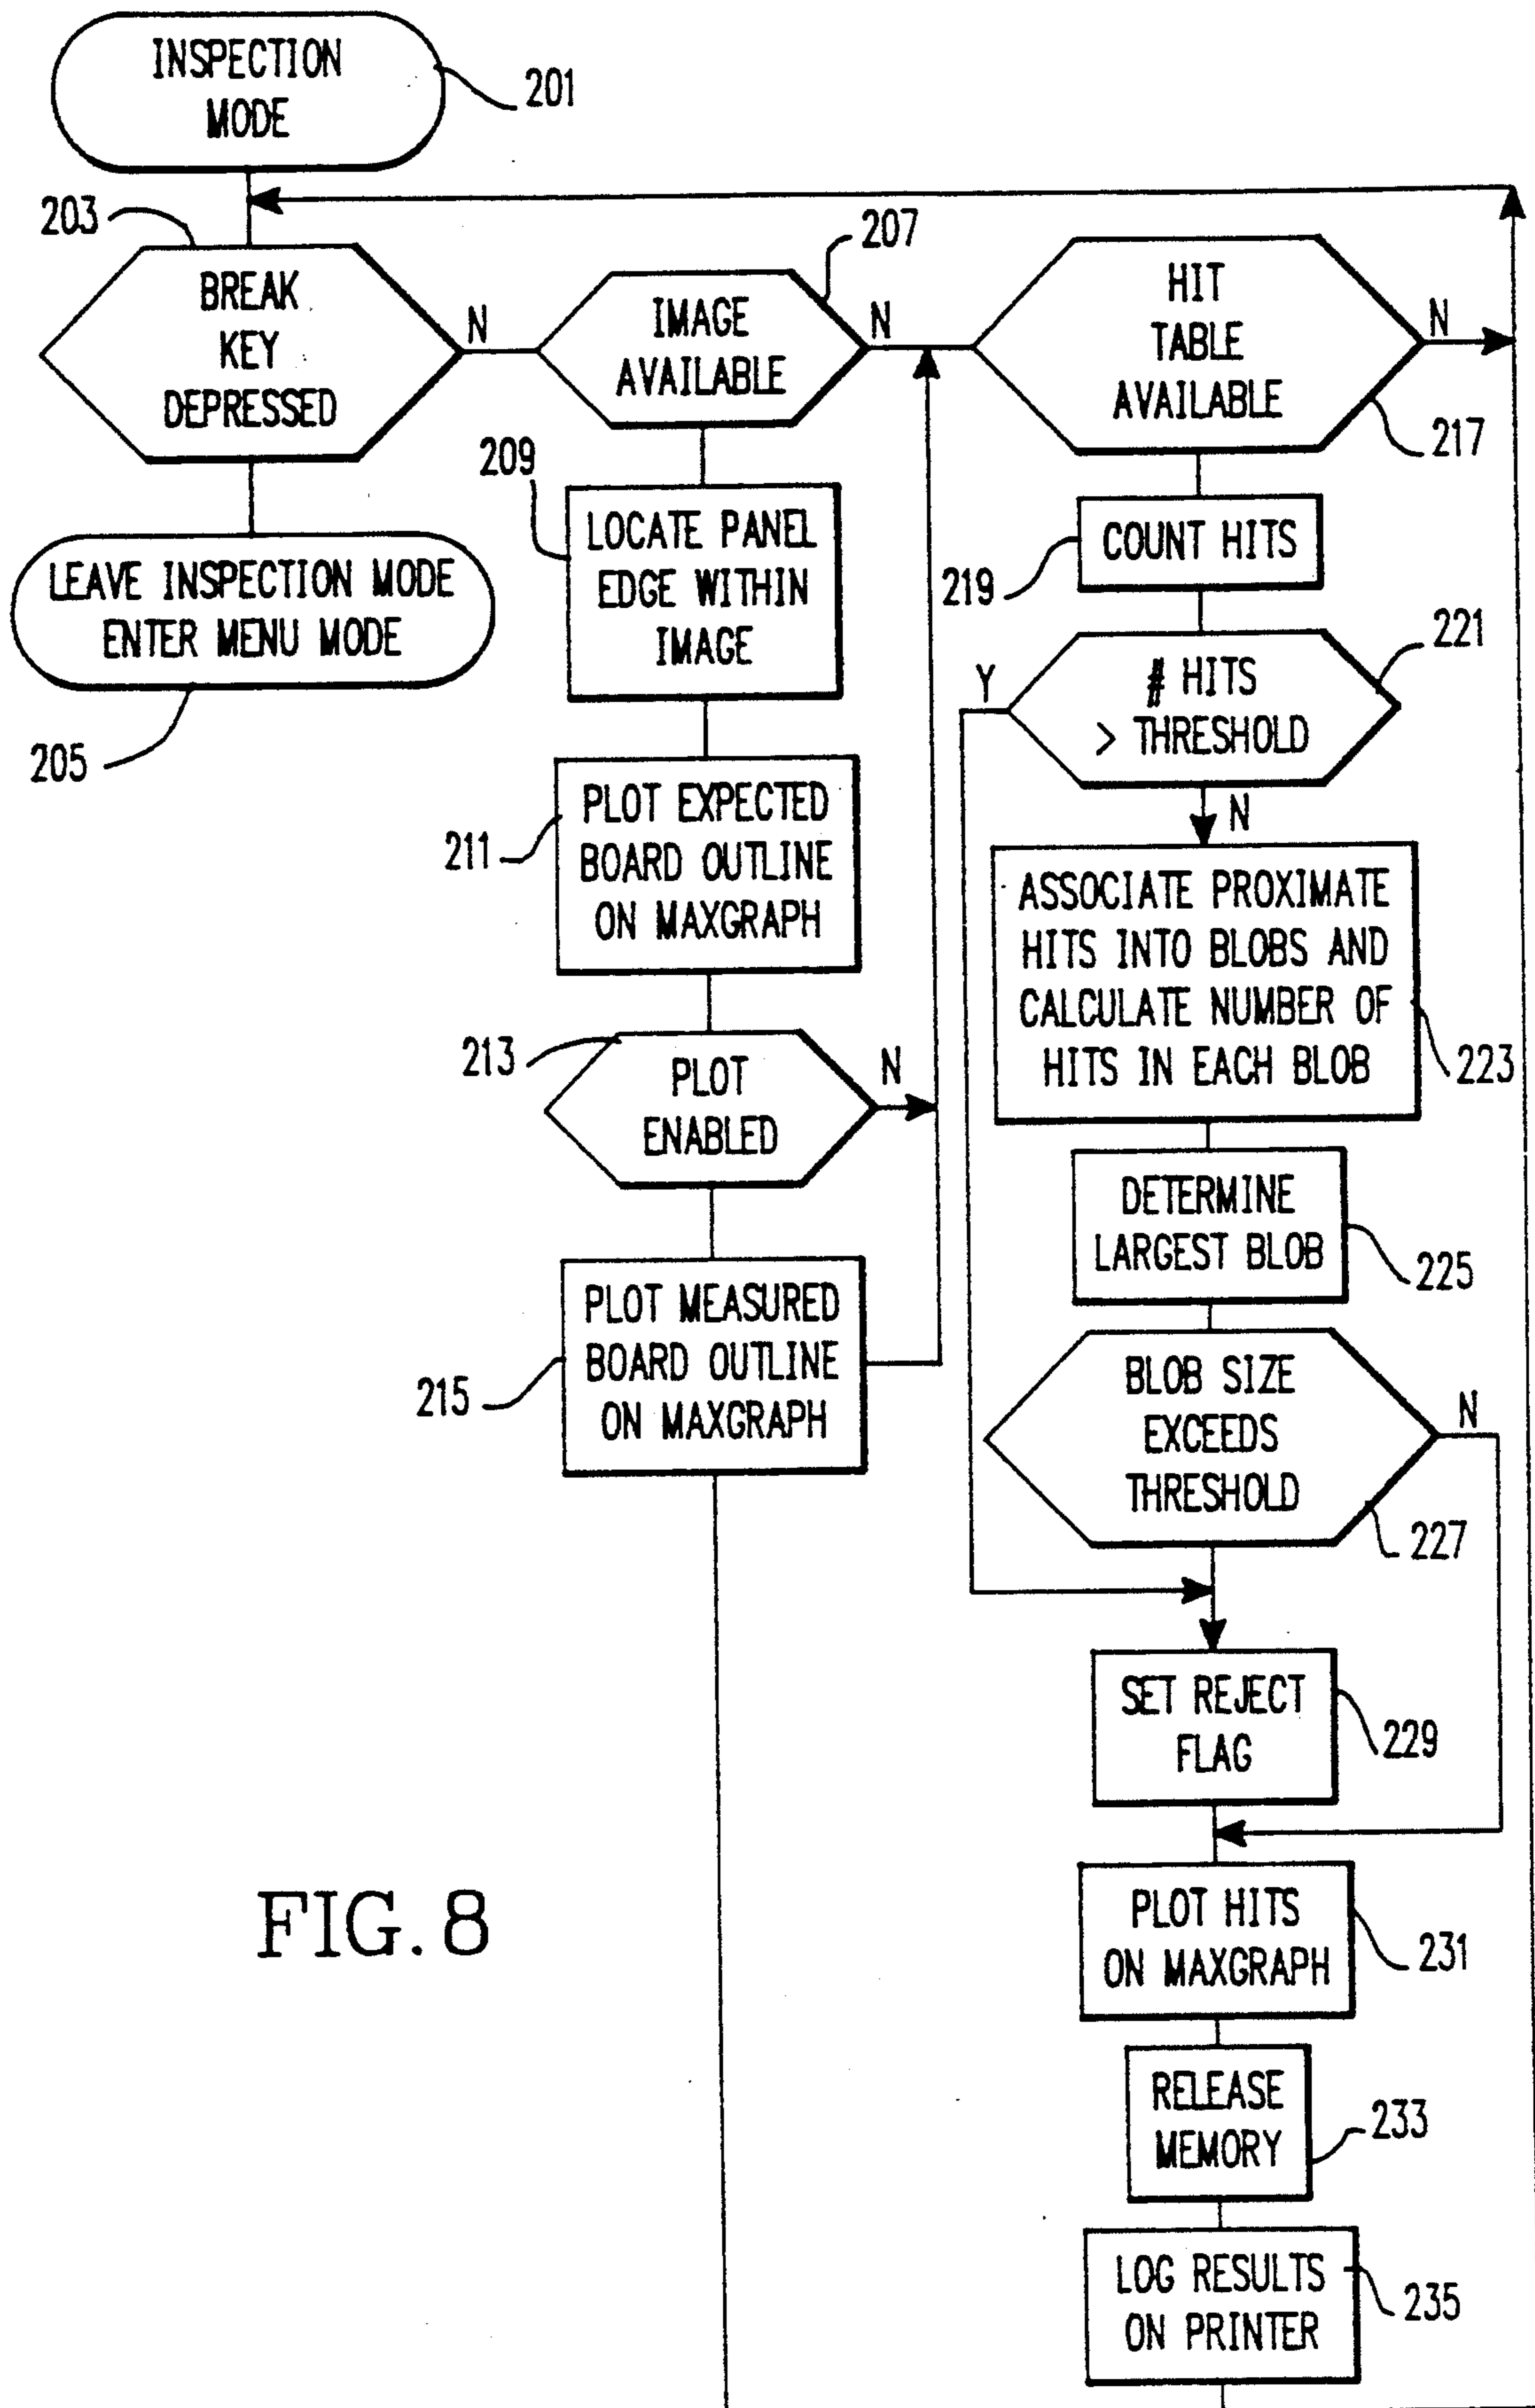 INSPECTION
MODE
201
203
BREAK
KEY
DEPRESSED
N
LEAVE INSPECTION MODE
ENTER MENU MODE
205
207
IMAGE
AVAILABLE
N
209
LOCATE PANEL
EDGE WITHIN
IMAGE
211
PLOT EXPECTED
BOARD OUTLINE
ON MAXGRAPH
213
PLOT
ENABLED
N
215
PLOT MEASURED
BOARD OUTLINE
ON MAXGRAPH
HIT
TABLE
AVAILABLE
N
217
COUNT HITS
219
221
# HITS
> THRESHOLD
Y
N
ASSOCIATE PROXIMATE
HITS INTO BLOBS AND
CALCULATE NUMBER OF
HITS IN EACH BLOB
223
DETERMINE
LARGEST BLOB
225
BLOB SIZE
EXCEEDS
THRESHOLD
N
227
SET REJECT
FLAG
229
PLOT HITS
ON MAXGRAPH
231
RELEASE
MEMORY
233
LOG RESULTS
ON PRINTER
235
FIG. 8